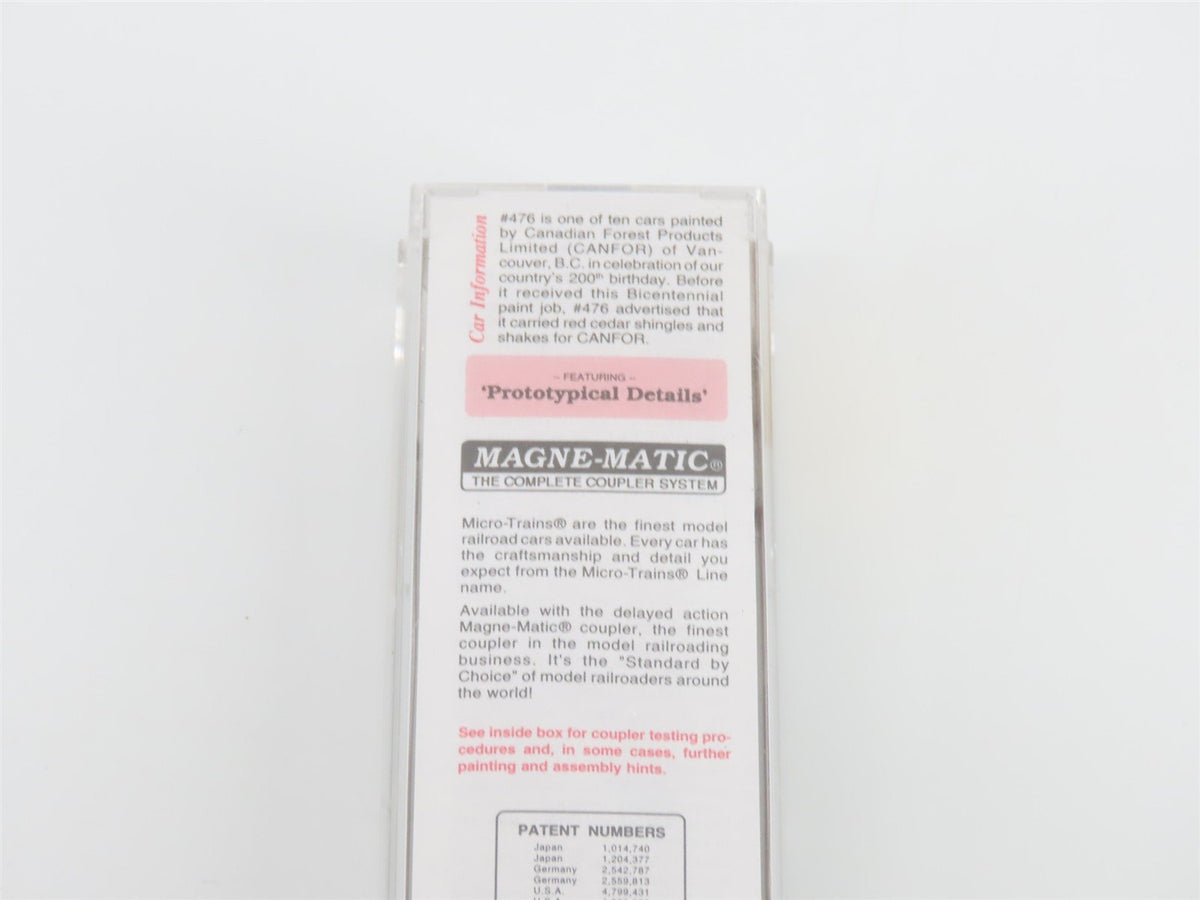 Car Information
#476 is one of ten cars painted
by Canadian Forest Products
Limited (CANFOR) of Van-
couver, B.C. in celebration of our
country's 200th birthday. Before
it received this Bicentennial
paint job, #476 advertised that
it carried red cedar shingles and
shakes for CANFOR.
– FEATURING –
'Prototypical Details'
MAGNE-MATIC®
THE COMPLETE COUPLER SYSTEM
Micro-Trains® are the finest model
railroad cars available. Every car has
the craftsmanship and detail you
expect from the Micro-Trains® Line
name.
Available with the delayed action
Magne-Matic® coupler, the finest
coupler in the model railroading
business. It's the "Standard by
Choice" of model railroaders around
the world!
See inside box for coupler testing pro-
cedures and, in some cases, further
painting and assembly hints.
PATENT NUMBERS
Japan 1,014,740
Japan 1,204,377
Germany 2,542,787
Germany 2,559,813
U.S.A. 4,799,431